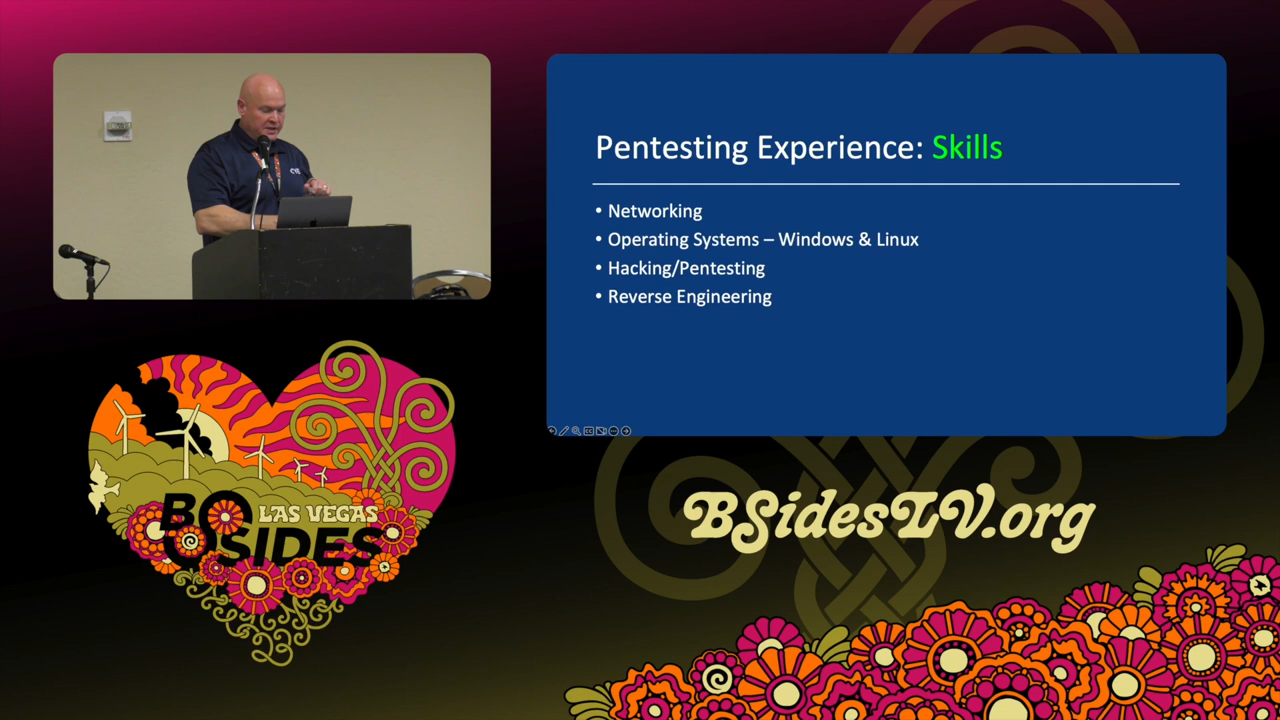 Pentesting Experience: Skills
• Networking
• Operating Systems – Windows & Linux
• Hacking/Pentesting
• Reverse Engineering
LAS VEGAS
BSIDES
BSidesLV.org